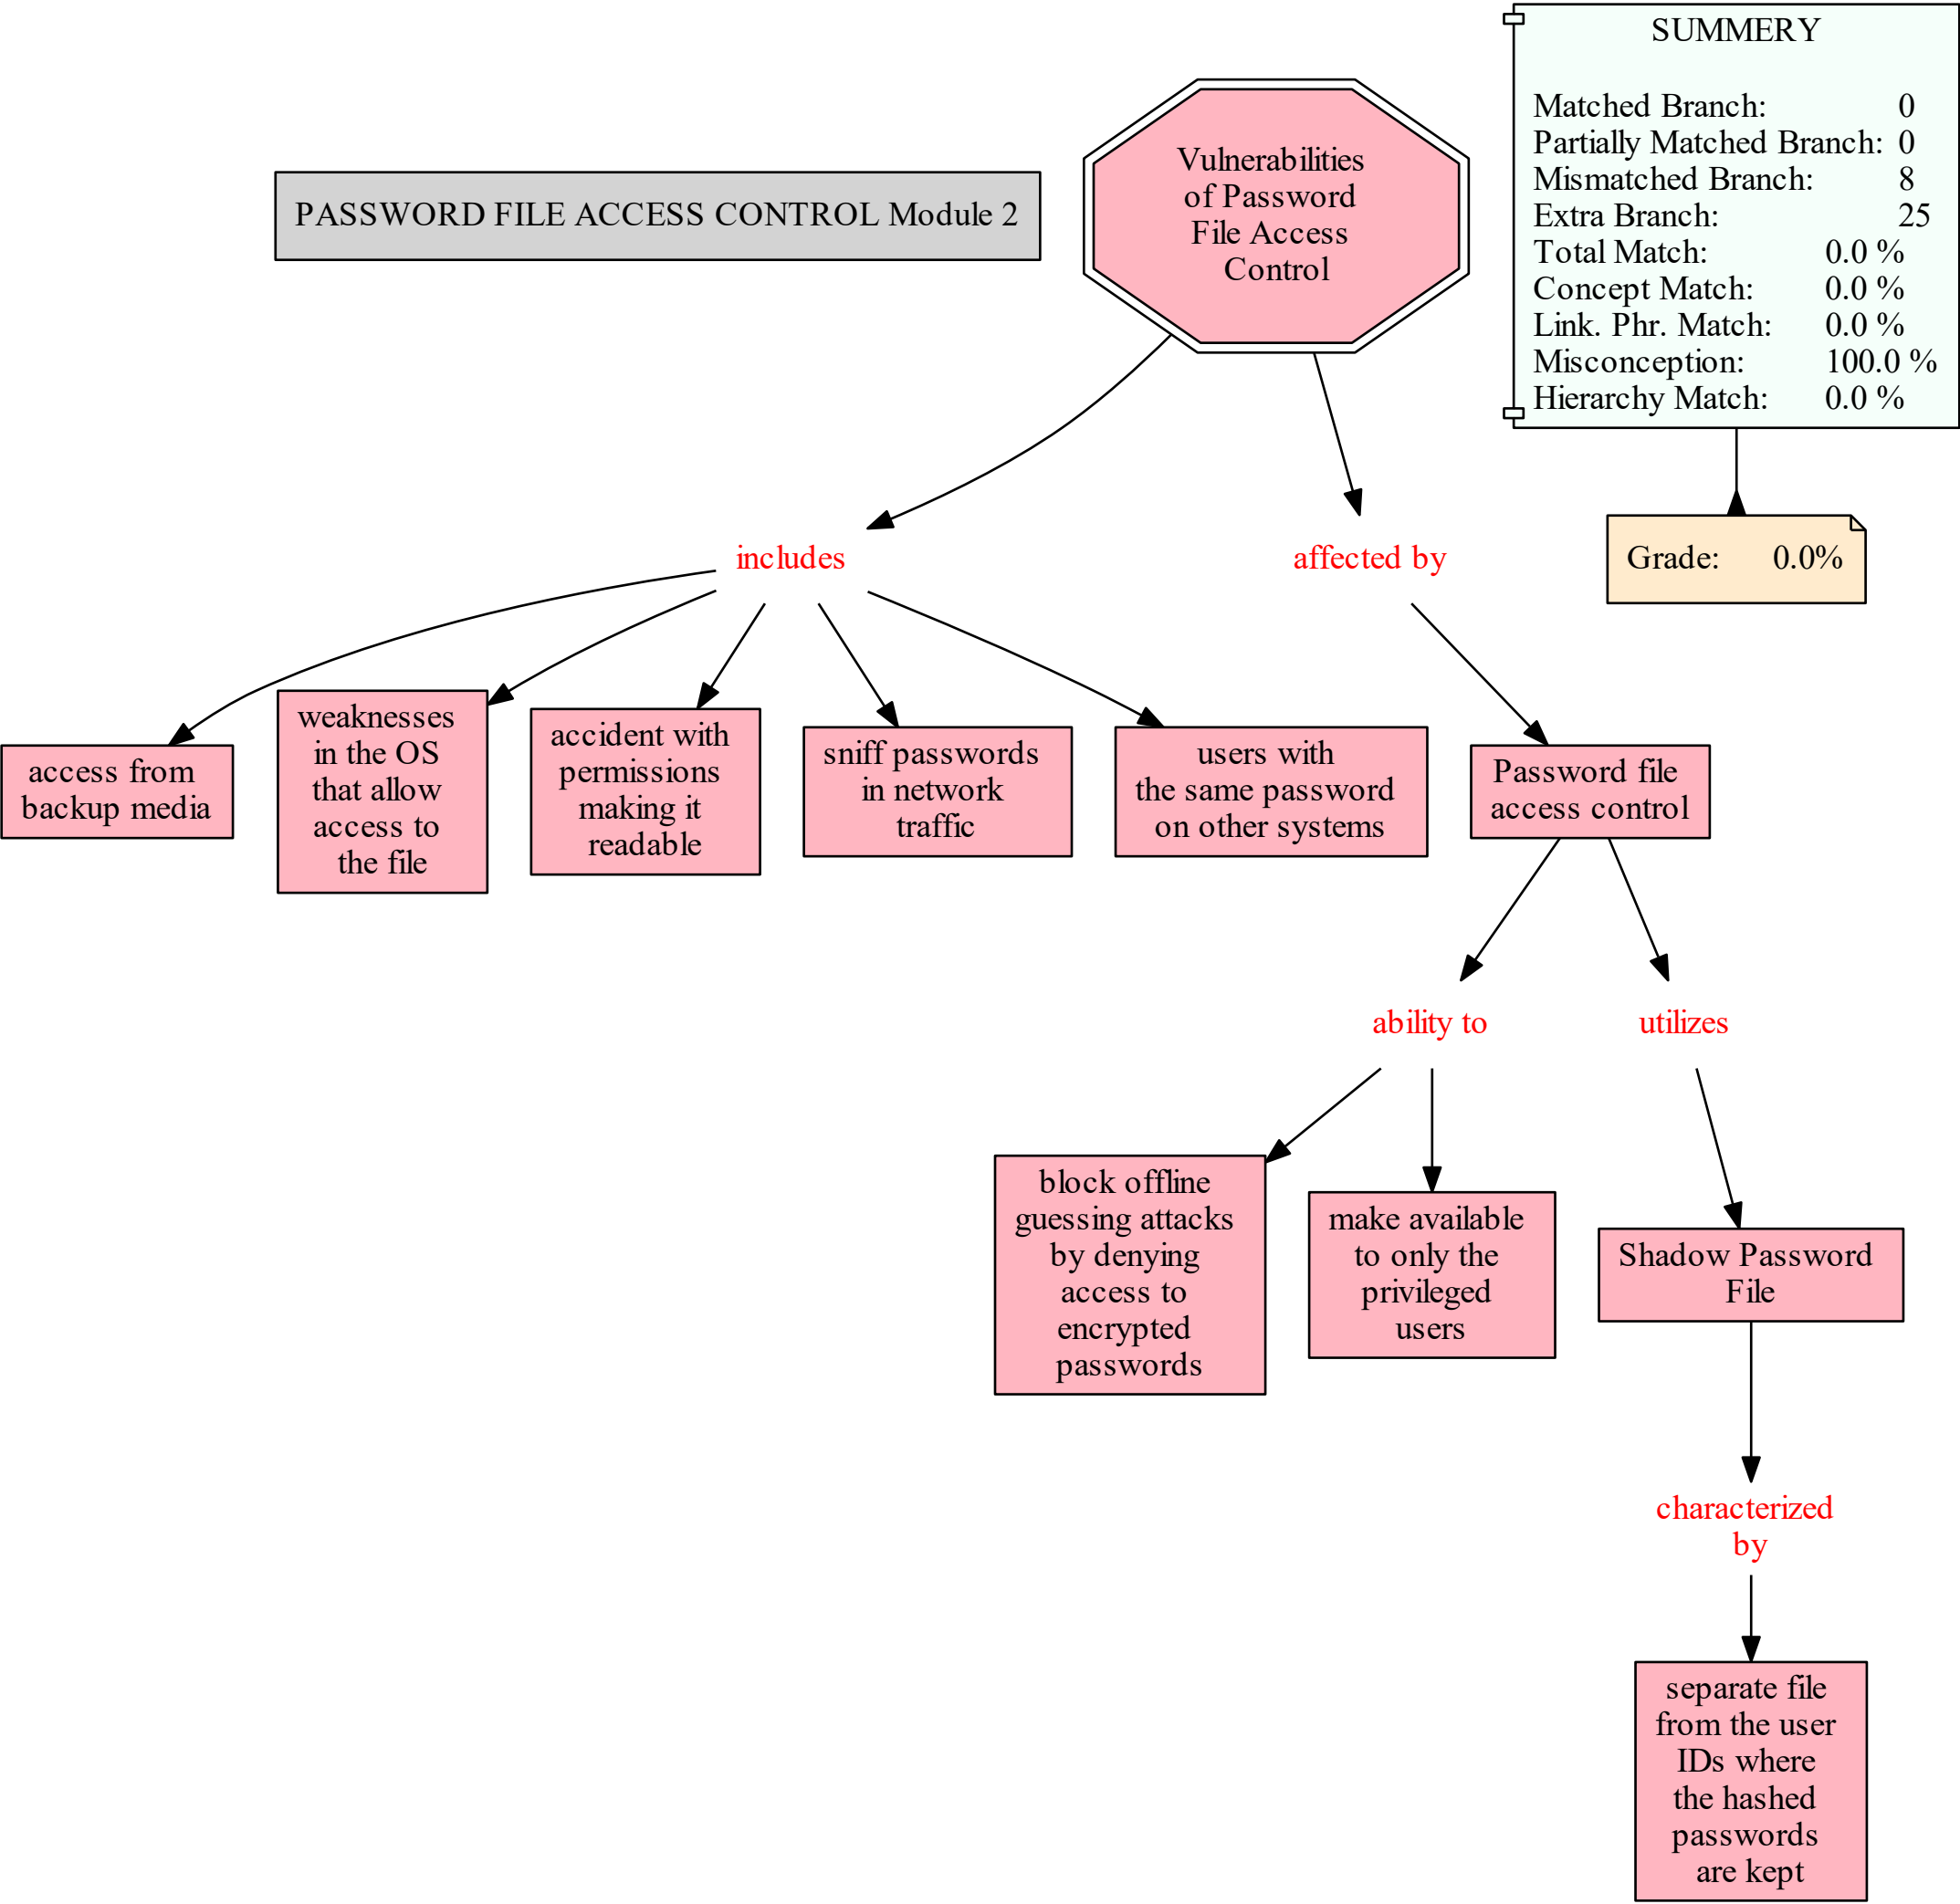 SUMMERY
Matched Branch: 0
Partially Matched Branch: 0
Mismatched Branch: 8
Extra Branch: 25
Total Match: 0.0 %
Concept Match: 0.0 %
Link. Phr. Match: 0.0 %
Misconception: 100.0 %
Hierarchy Match: 0.0 %
Grade: 0.0%
PASSWORD FILE ACCESS CONTROL Module 2
Vulnerabilities
of Password
File Access
Control
includes
affected by
access from
backup media
weaknesses
in the OS
that allow
access to
the file
accident with
permissions
making it
readable
sniff passwords
in network
traffic
users with
the same password
on other systems
Password file
access control
ability to
utilizes
block offline
guessing attacks
by denying
access to
encrypted
passwords
make available
to only the
privileged
users
Shadow Password
File
characterized
by
separate file
from the user
IDs where
the hashed
passwords
are kept